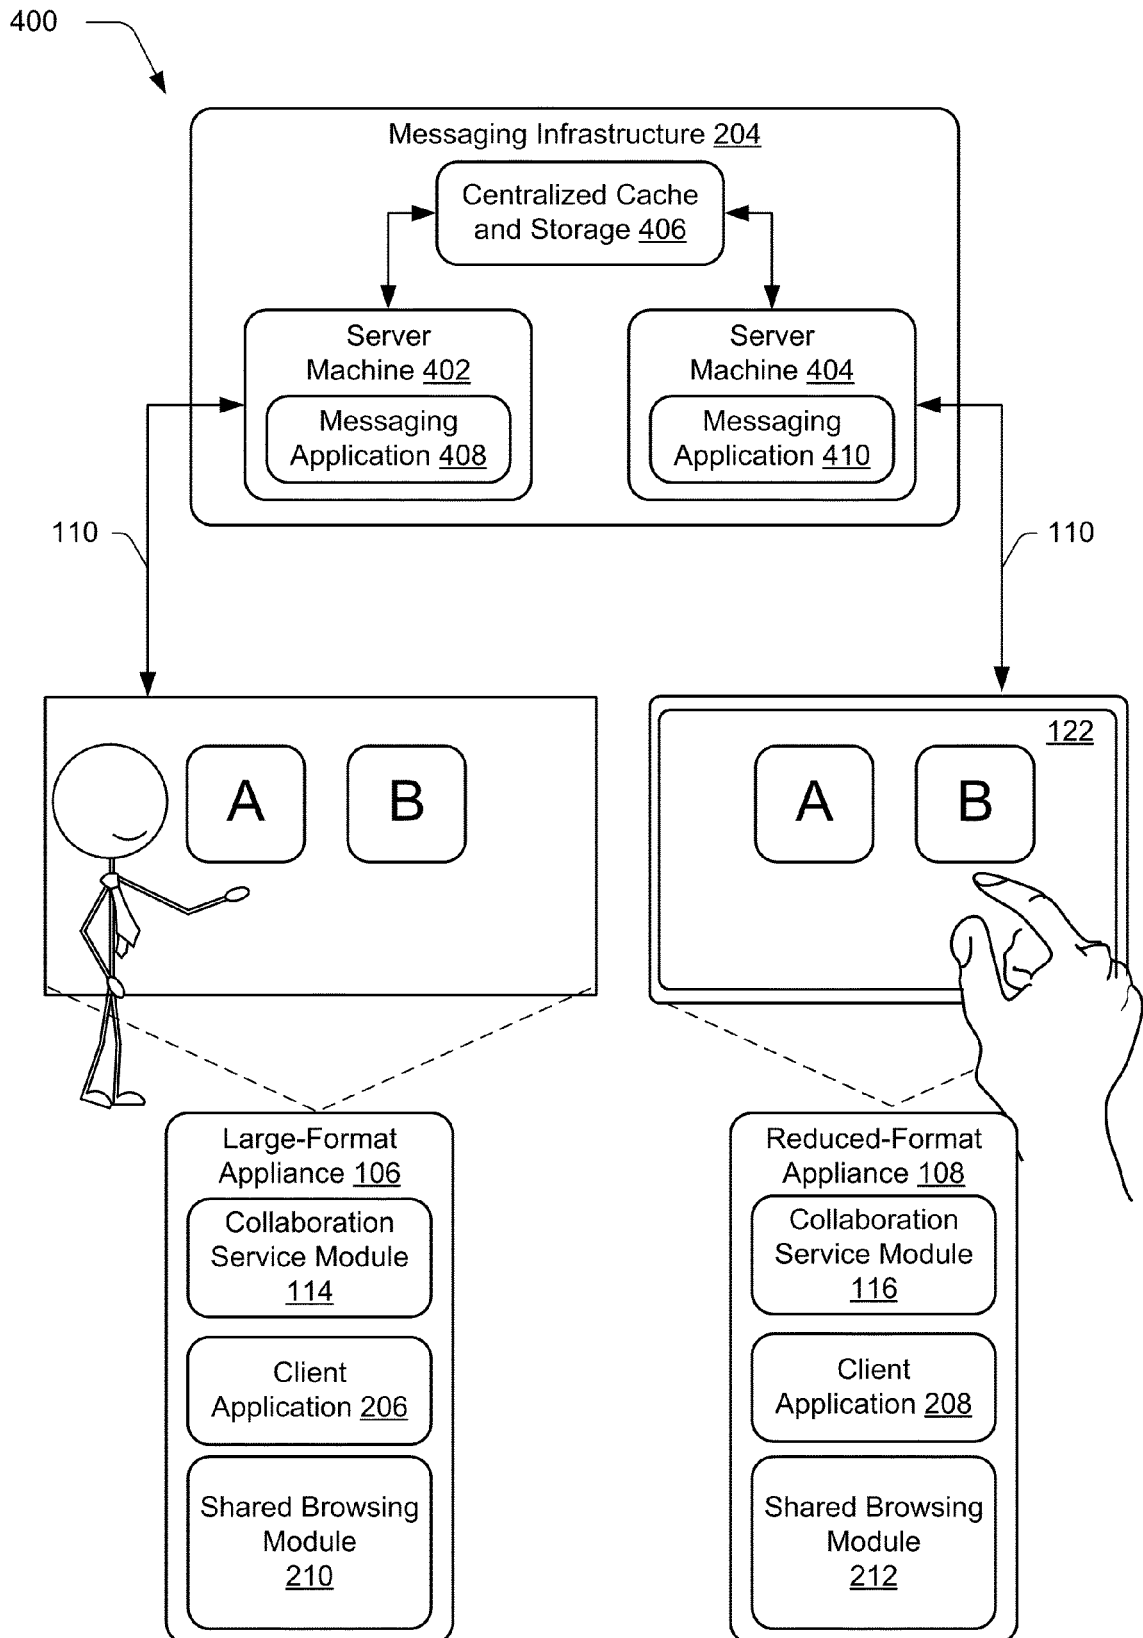 400
Messaging Infrastructure 204
Centralized Cache
and Storage 406
Server
Machine 402
Messaging
Application 408
Server
Machine 404
Messaging
Application 410
110
110
A
B
122
A
B
Large-Format
Appliance 106
Collaboration
Service Module
114
Client
Application 206
Shared Browsing
Module
210
Reduced-Format
Appliance 108
Collaboration
Service Module
116
Client
Application 208
Shared Browsing
Module
212